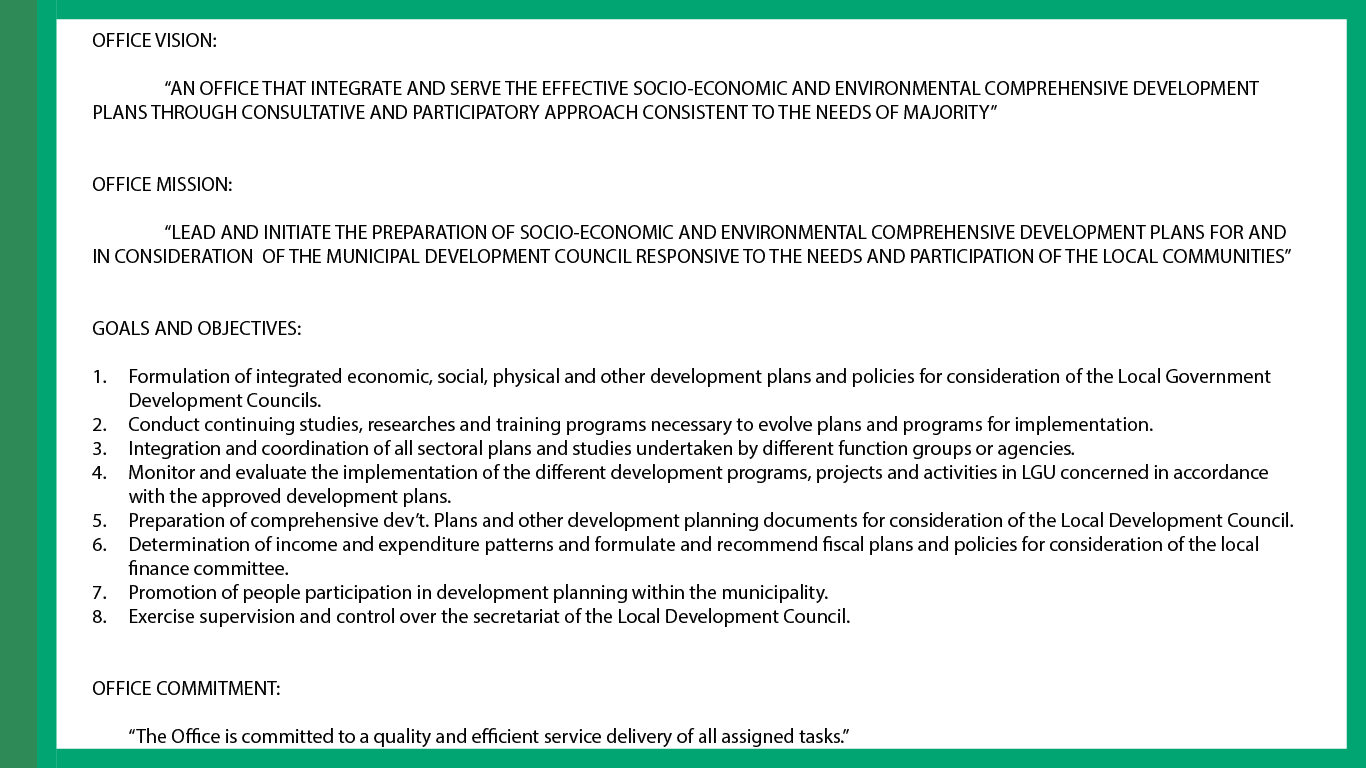 OFFICE VISION:
“AN OFFICE THAT INTEGRATE AND SERVE THE EFFECTIVE SOCIO-ECONOMIC AND ENVIRONMENTAL COMPREHENSIVE DEVELOPMENT
PLANS THROUGH CONSULTATIVE AND PARTICIPATORY APPROACH CONSISTENT TO THE NEEDS OF MAJORITY”
OFFICE MISSION:
“LEAD AND INITIATE THE PREPARATION OF SOCIO-ECONOMIC AND ENVIRONMENTAL COMPREHENSIVE DEVELOPMENT PLANS FOR AND
IN CONSIDERATION  OF THE MUNICIPAL DEVELOPMENT COUNCIL RESPONSIVE TO THE NEEDS AND PARTICIPATION OF THE LOCAL COMMUNITIES”
GOALS AND OBJECTIVES:
1. Formulation of integrated economic, social, physical and other development plans and policies for consideration of the Local Government
Development Councils.
2. Conduct continuing studies, researches and training programs necessary to evolve plans and programs for implementation.
3. Integration and coordination of all sectoral plans and studies undertaken by different function groups or agencies.
4. Monitor and evaluate the implementation of the different development programs, projects and activities in LGU concerned in accordance
with the approved development plans.
5. Preparation of comprehensive dev’t. Plans and other development planning documents for consideration of the Local Development Council.
6. Determination of income and expenditure patterns and formulate and recommend fiscal plans and policies for consideration of the local
finance committee.
7. Promotion of people participation in development planning within the municipality.
8. Exercise supervision and control over the secretariat of the Local Development Council.
OFFICE COMMITMENT:
“The Office is committed to a quality and efficient service delivery of all assigned tasks.”